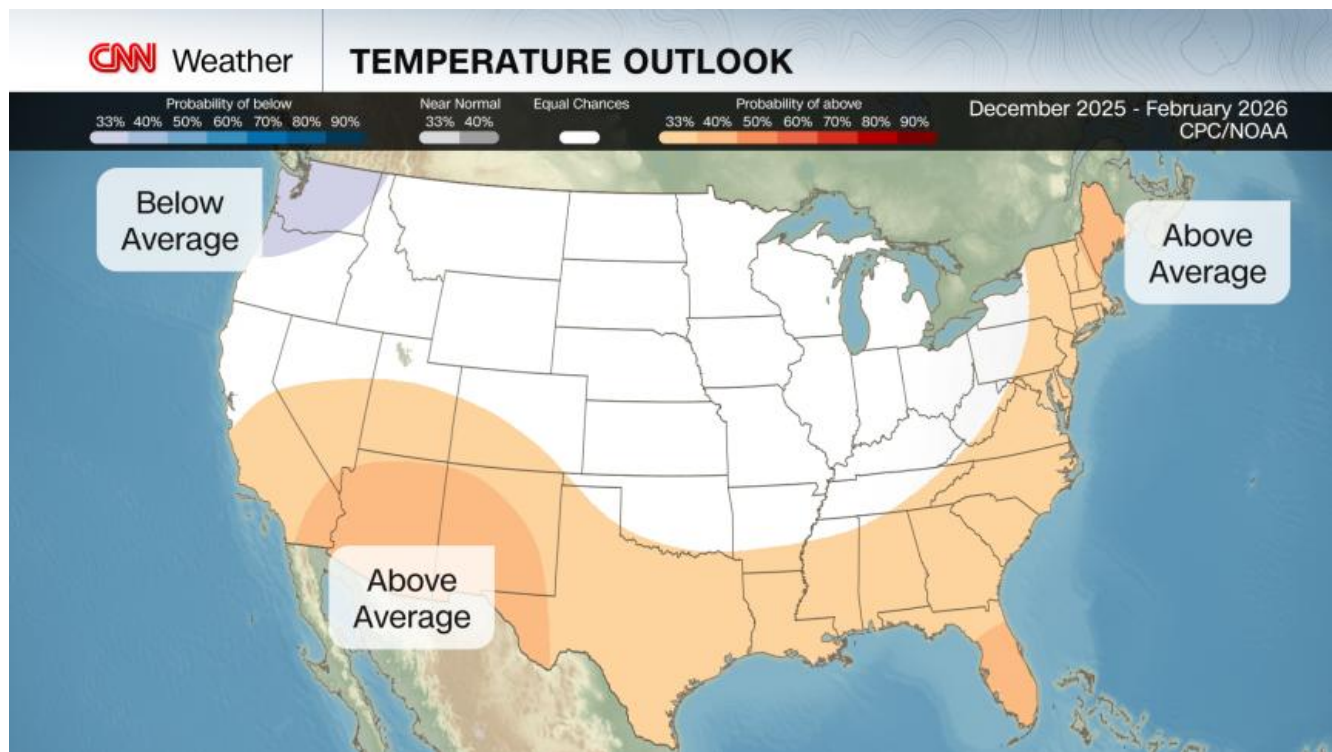 CNN Weather
TEMPERATURE OUTLOOK
Probability of below
33% 40% 50% 60% 70% 80% 90%
Near Normal
33% 40%
Equal Chances
Probability of above
33% 40% 50% 60% 70% 80% 90%
December 2025 - February 2026
CPC/NOAA
Below
Average
Above
Average
Above
Average